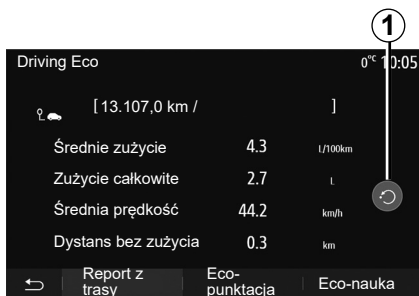 1
Driving Eco 0°C 10:05
[ 13.107,0 km / ]
Średnie zużycie 4.3 L/100km
Zużycie całkowite 2.7 L
Średnia prędkość 44.2 km/h
Dystans bez zużycia 0.3 km
Report z trasy
Eco-punktacja
Eco-nauka